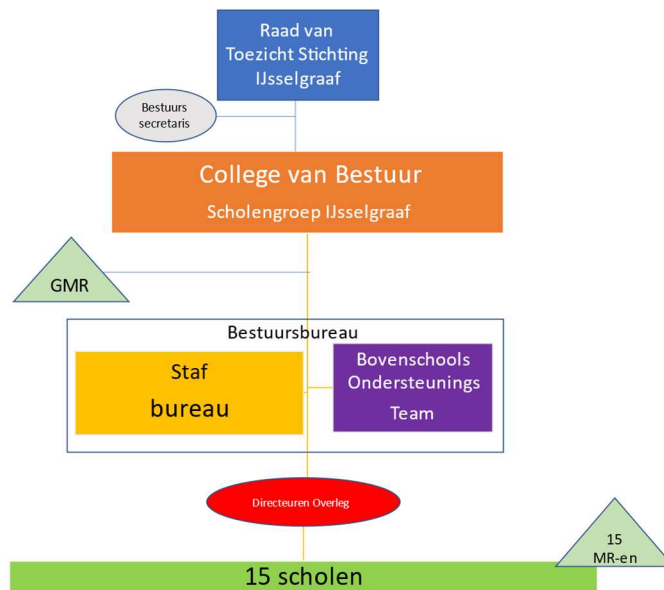 Raad van
Toezicht Stichting
IJsselgraaf
Bestuurs
secretaris
College van Bestuur
Scholengroep IJsselgraaf
GMR
Bestuursbureau
Staf
bureau
Bovenschools
Ondersteunings
Team
Directeuren Overleg
15
MR-en
15 scholen